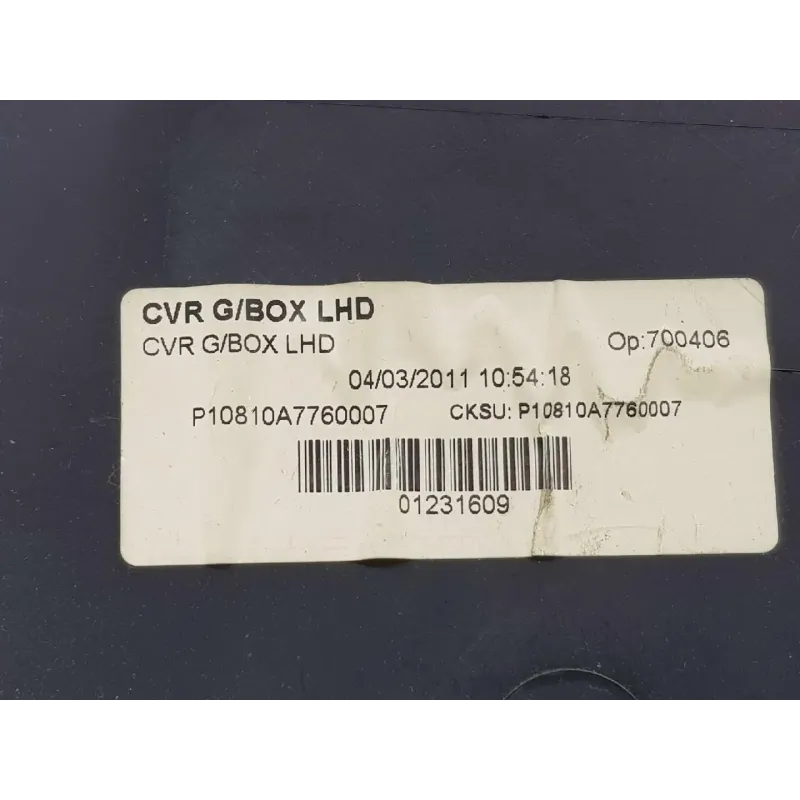 CVR G/BOX LHD
CVR G/BOX LHD Op:700406
04/03/2011 10:54:18
P10810A7760007 CKSU: P10810A7760007
01231609